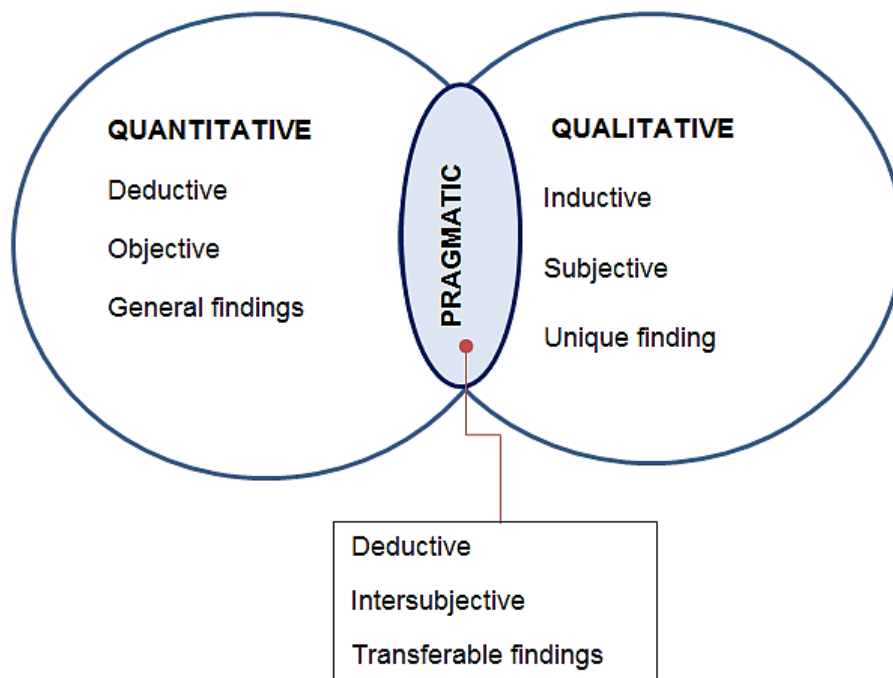 QUANTITATIVE
Deductive
Objective
General findings
PRAGMATIC
QUALITATIVE
Inductive
Subjective
Unique finding
Deductive
Intersubjective
Transferable findings